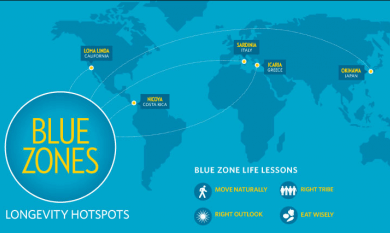 LOMA LINDA
CALIFORNIA
SARDINIA
ITALY
ICARIA
GREECE
OKINAWA
JAPAN
NICOYA
COSTA RICA
BLUE
ZONES
LONGEVITY HOTSPOTS
BLUE ZONE LIFE LESSONS
MOVE NATURALLY
RIGHT TRIBE
RIGHT OUTLOOK
EAT WISELY